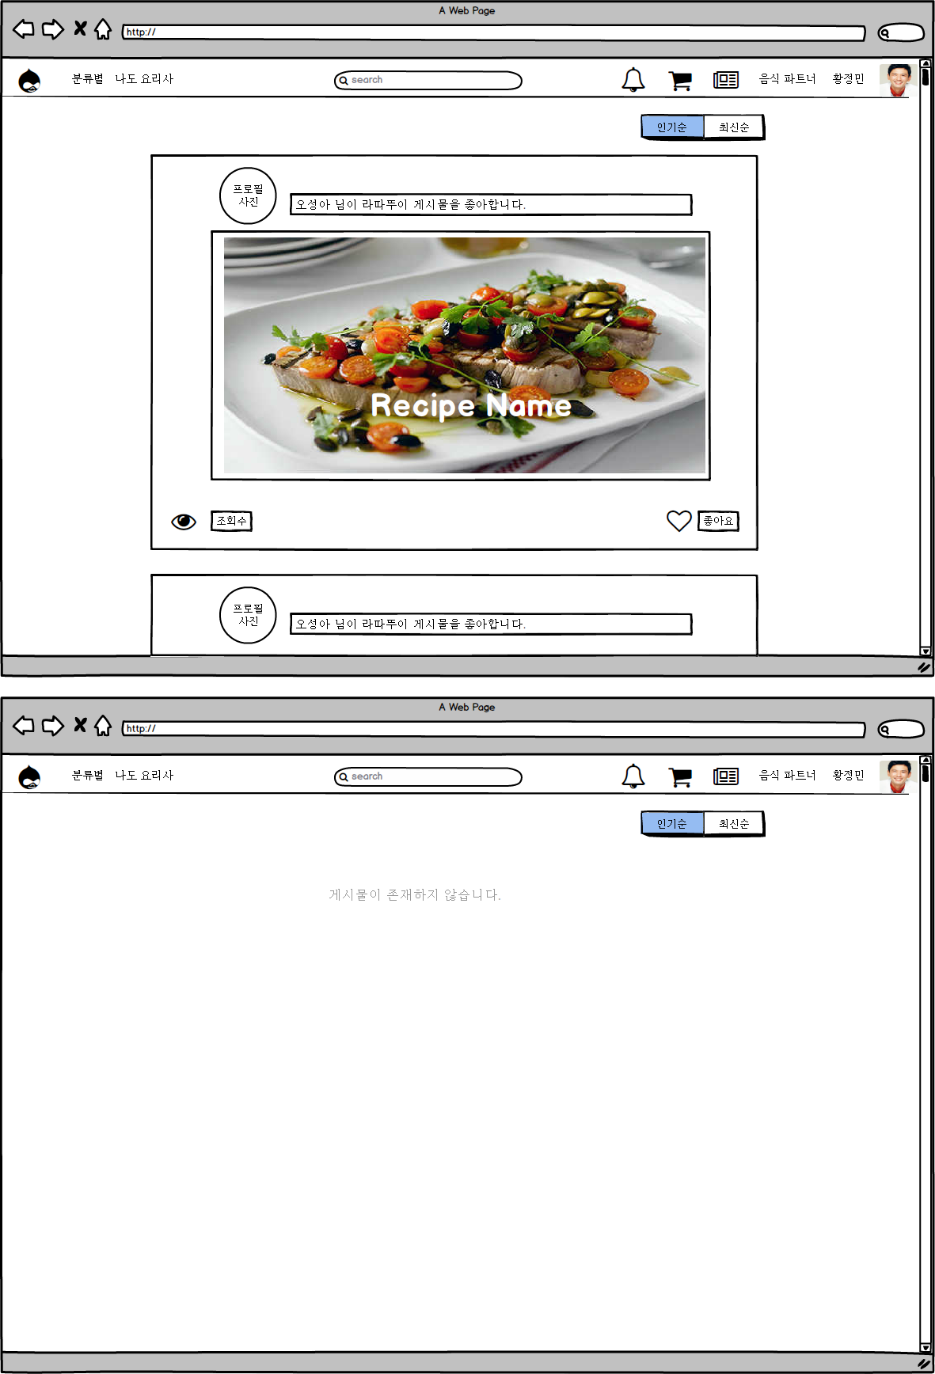 A Web Page
http://
분류별 나도 요리사 search 음식 파트너 황정민
인기순 최신순
프로필
사진
오성아 님이 라따뚜이 게시물을 좋아합니다.
Recipe Name
조회수 좋아요
프로필
사진
오성아 님이 라따뚜이 게시물을 좋아합니다.
A Web Page
http://
분류별 나도 요리사 search 음식 파트너 황정민
인기순 최신순
게시물이 존재하지 않습니다.